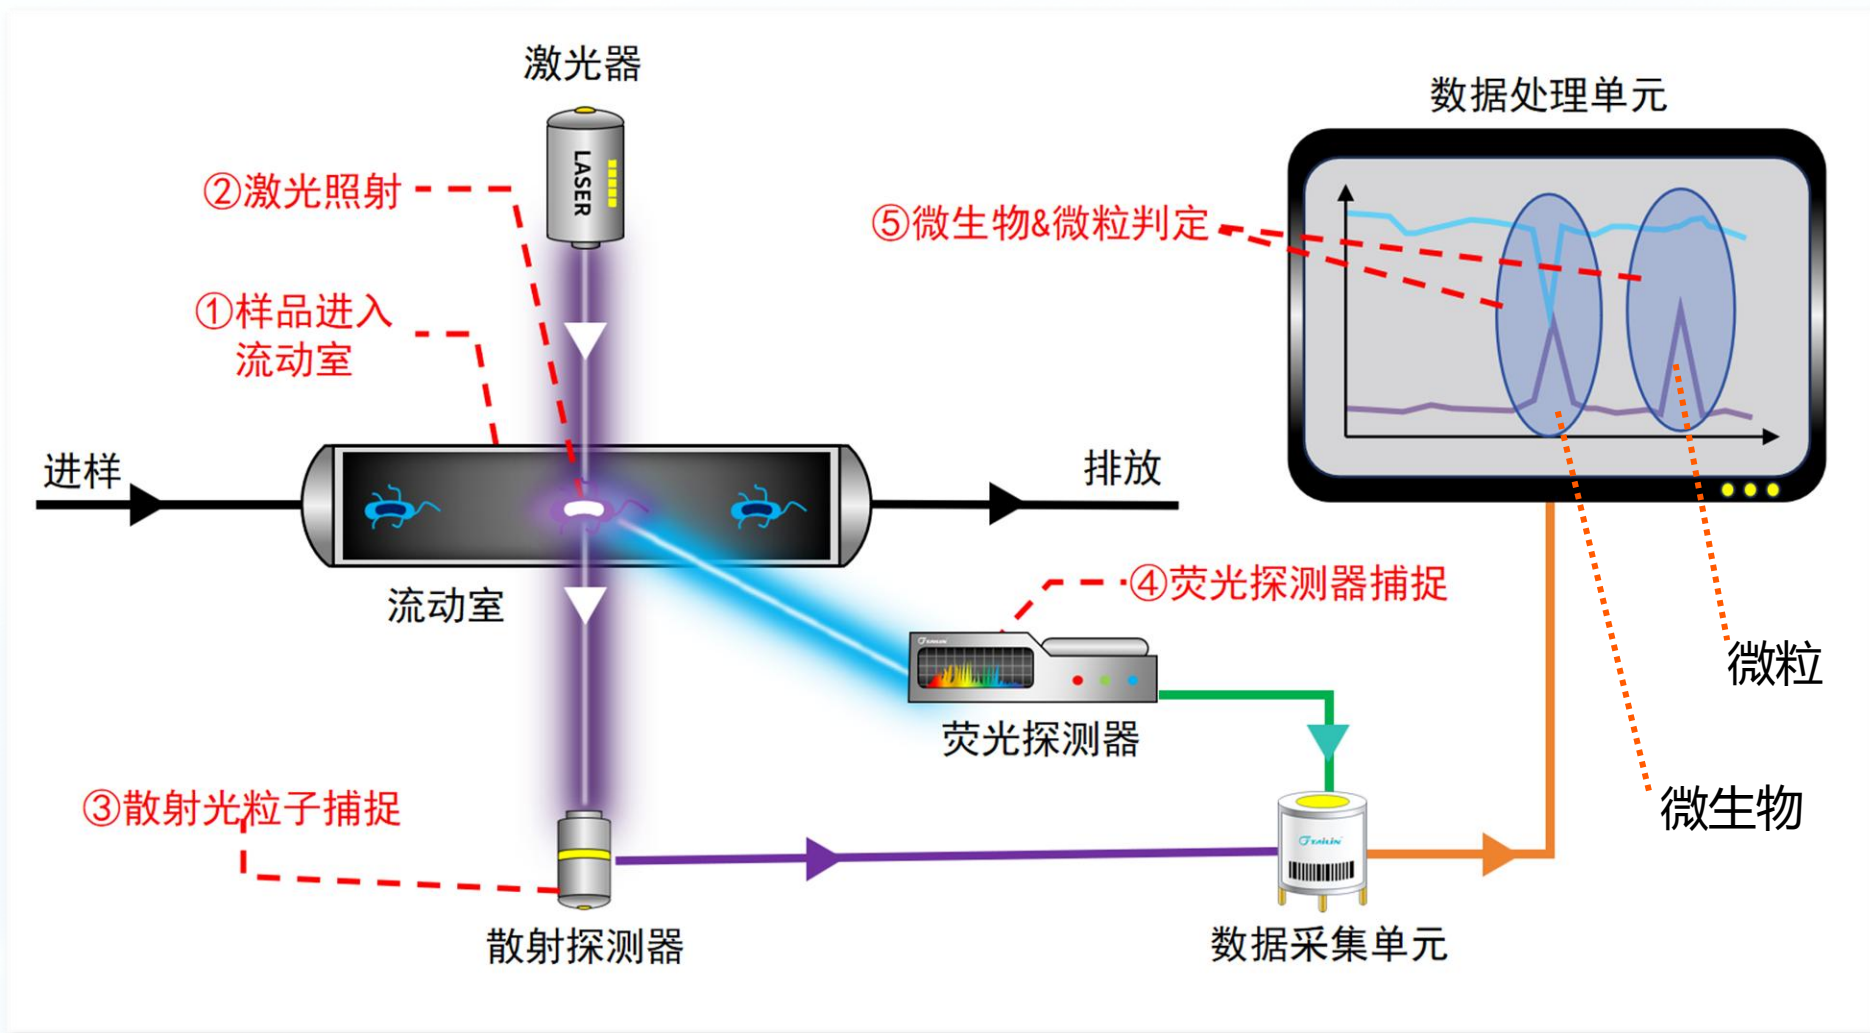 激光器
数据处理单元
LASER
②激光照射
⑤微生物&微粒判定
①样品进入
流动室
进样
排放
流动室
④荧光探测器捕捉
TAILIN
微粒
荧光探测器
③散射光粒子捕捉
微生物
TAILIN
散射探测器
数据采集单元